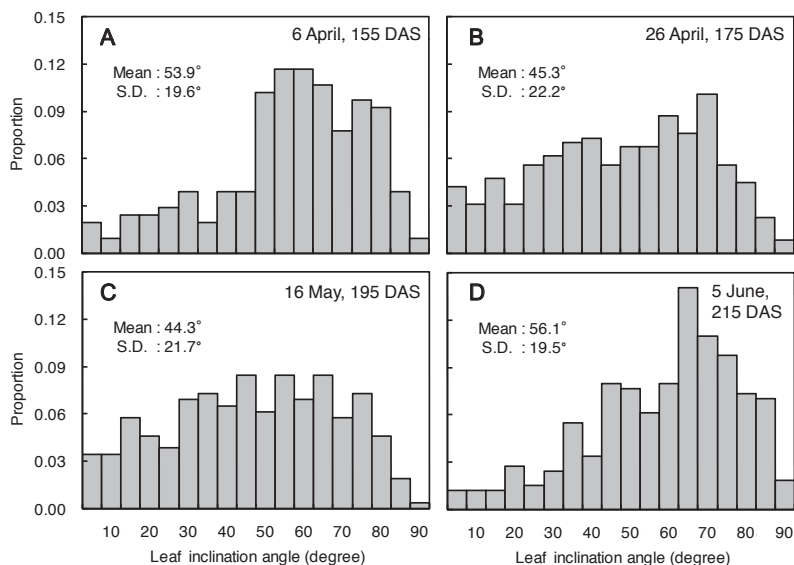 A
6 April, 155 DAS
Mean : 53.9°
S.D. : 19.6°
B
26 April, 175 DAS
Mean : 45.3°
S.D. : 22.2°
0.15
0.12
0.09
0.06
0.03
0.00
Proportion
C
16 May, 195 DAS
Mean : 44.3°
S.D. : 21.7°
D
5 June,
215 DAS
Mean : 56.1°
S.D. : 19.5°
0.15
0.12
0.09
0.06
0.03
0.00
Proportion
10 20 30 40 50 60 70 80 90
Leaf inclination angle (degree)
10 20 30 40 50 60 70 80 90
Leaf inclination angle (degree)